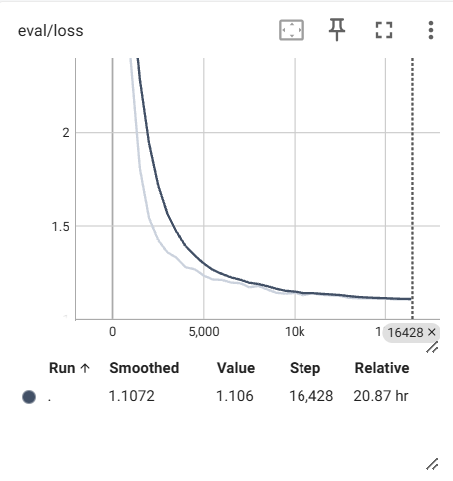 eval/loss
2
1.5
0 5,000 10k 1
16428 ×
Run ↑ Smoothed Value Step Relative
. 1.1072 1.106 16,428 20.87 hr